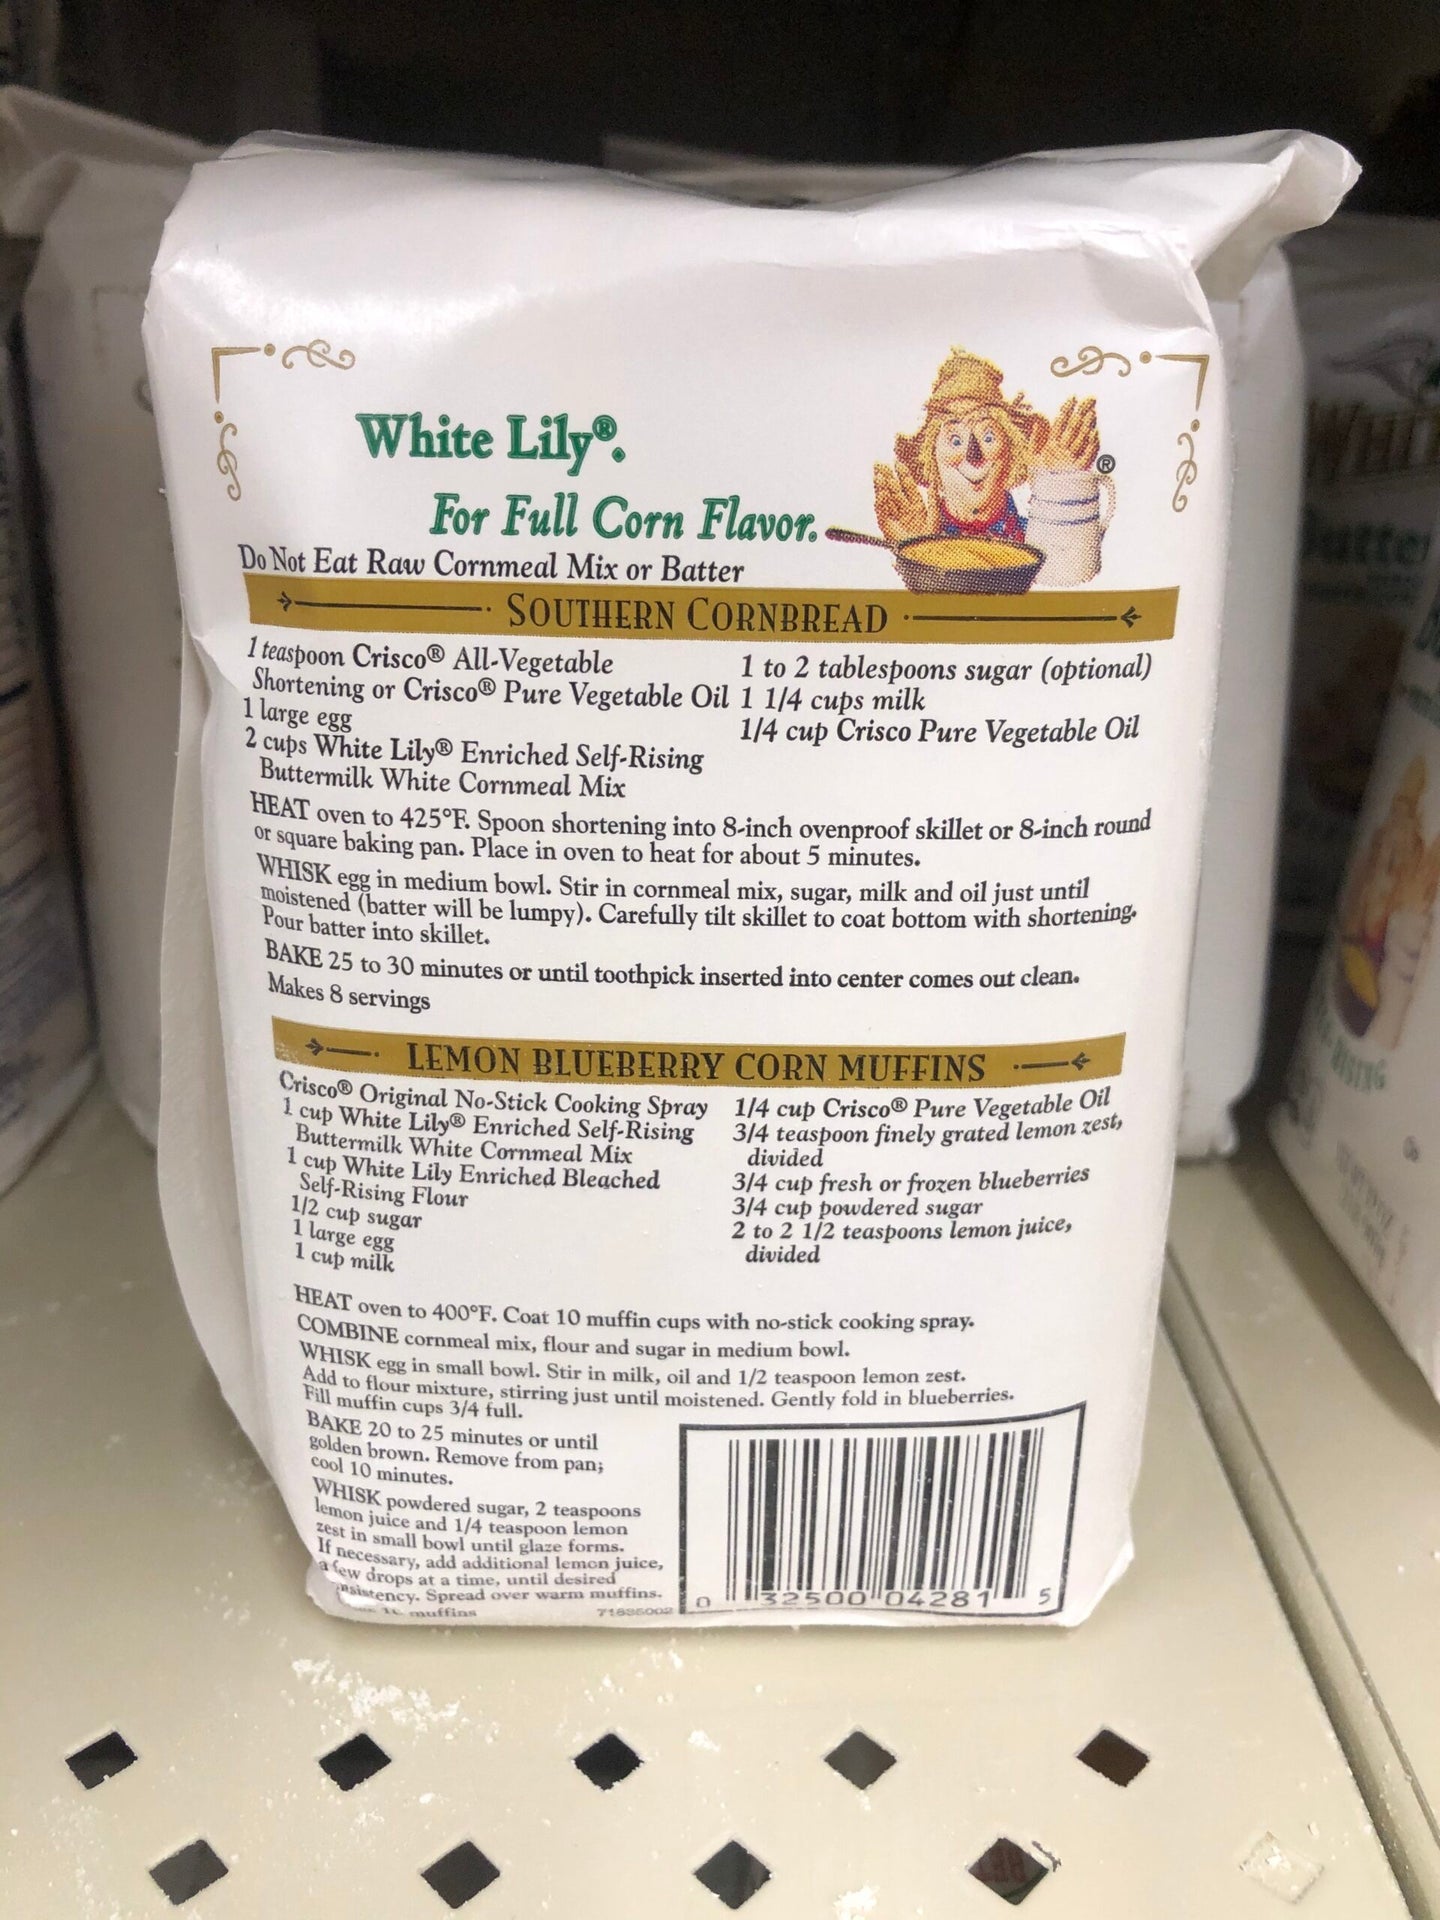 White Lily®.
For Full Corn Flavor.
®
Do Not Eat Raw Cornmeal Mix or Batter
SOUTHERN CORNBREAD
1 teaspoon Crisco® All-Vegetable
Shortening or Crisco® Pure Vegetable Oil
1 large egg
2 cups White Lily® Enriched Self-Rising
Buttermilk White Cornmeal Mix
1 to 2 tablespoons sugar (optional)
1 1/4 cups milk
1/4 cup Crisco Pure Vegetable Oil
HEAT oven to 425°F. Spoon shortening into 8-inch ovenproof skillet or 8-inch round
or square baking pan. Place in oven to heat for about 5 minutes.
WHISK egg in medium bowl. Stir in cornmeal mix, sugar, milk and oil just until
moistened (batter will be lumpy). Carefully tilt skillet to coat bottom with shortening.
Pour batter into skillet.
BAKE 25 to 30 minutes or until toothpick inserted into center comes out clean.
Makes 8 servings
LEMON BLUEBERRY CORN MUFFINS
Crisco® Original No-Stick Cooking Spray
1 cup White Lily® Enriched Self-Rising
Buttermilk White Cornmeal Mix
1 cup White Lily Enriched Bleached
Self-Rising Flour
1/2 cup sugar
1 large egg
1 cup milk
1/4 cup Crisco® Pure Vegetable Oil
3/4 teaspoon finely grated lemon zest,
divided
3/4 cup fresh or frozen blueberries
3/4 cup powdered sugar
2 to 2 1/2 teaspoons lemon juice,
divided
HEAT oven to 400°F. Coat 10 muffin cups with no-stick cooking spray.
COMBINE cornmeal mix, flour and sugar in medium bowl.
WHISK egg in small bowl. Stir in milk, oil and 1/2 teaspoon lemon zest.
Add to flour mixture, stirring just until moistened. Gently fold in blueberries.
Fill muffin cups 3/4 full.
BAKE 20 to 25 minutes or until
golden brown. Remove from pan;
cool 10 minutes.
WHISK powdered sugar, 2 teaspoons
lemon juice and 1/4 teaspoon lemon
zest in small bowl until glaze forms.
If necessary, add additional lemon juice,
a few drops at a time, until desired
Spread over warm muffins.
muffins
0 32500 04281 5